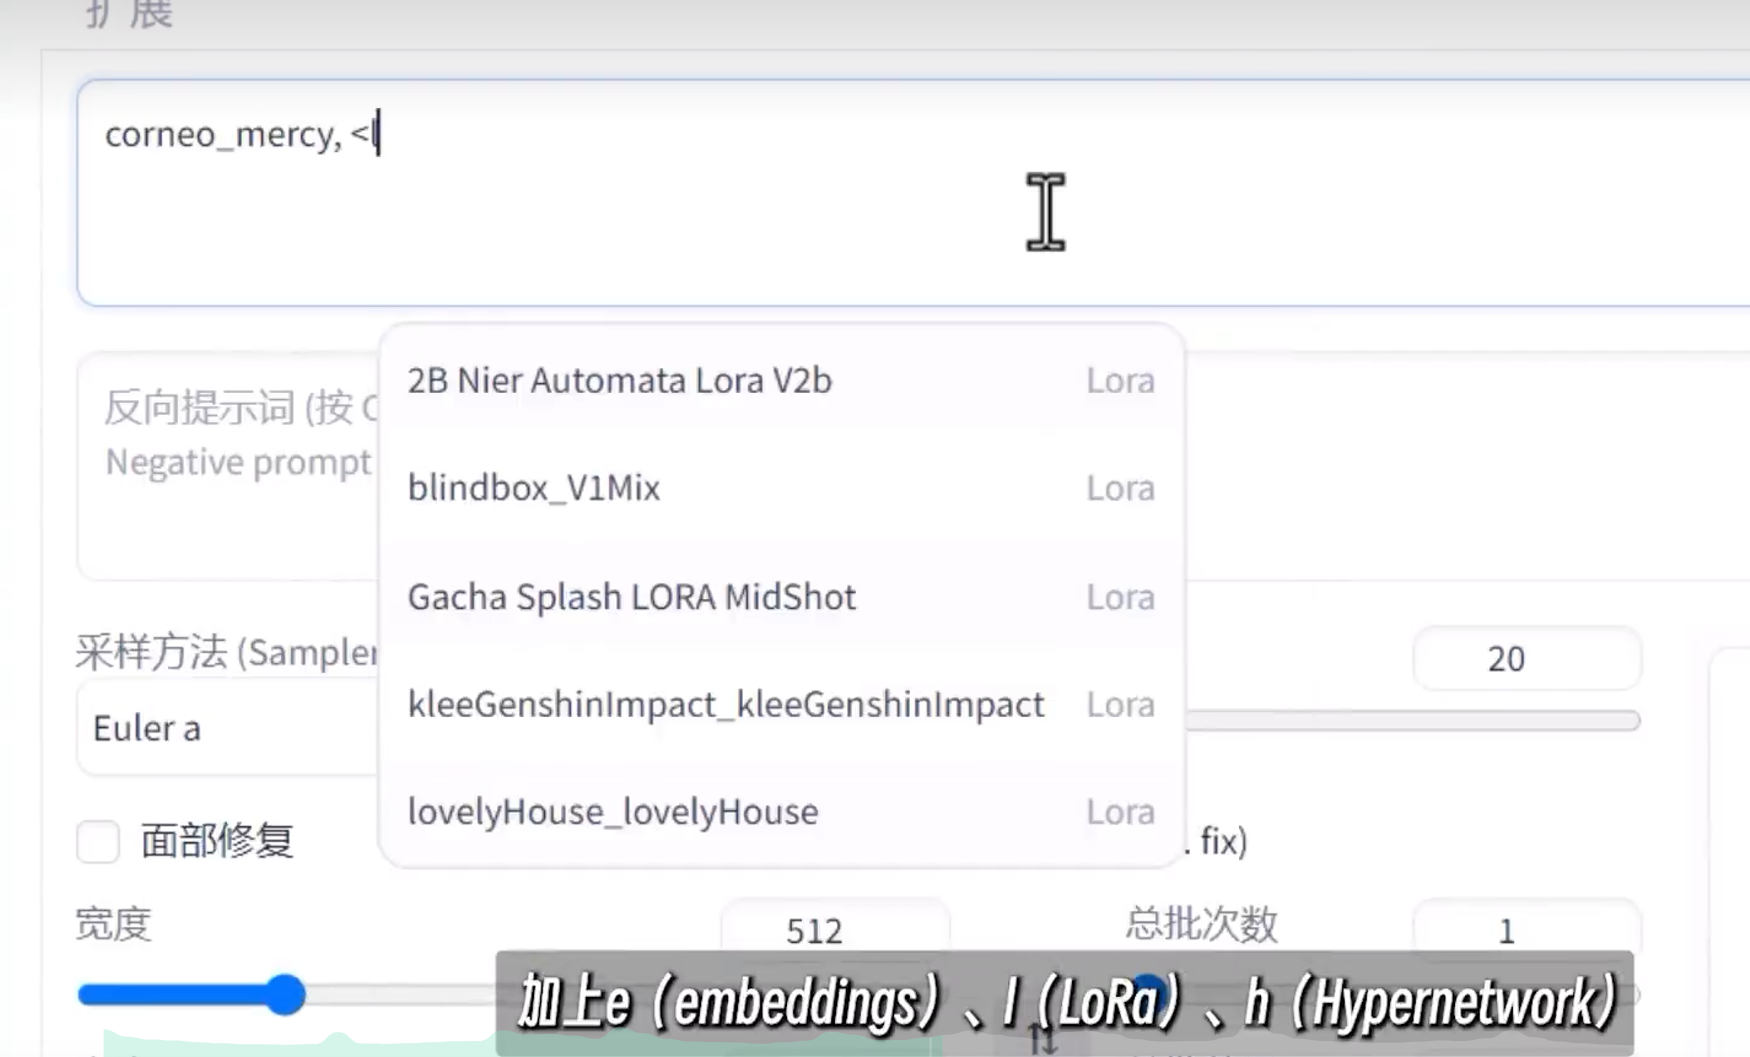 扩展
corneo_mercy, <l
2B Nier Automata Lora V2b Lora
blindbox_V1Mix Lora
Gacha Splash LORA MidShot Lora
kleeGenshinImpact_kleeGenshinImpact Lora
lovelyHouse_lovelyHouse Lora
反向提示词 (按 C
Negative prompt
采样方法 (Sampler
20
Euler a
面部修复
. fix)
宽度
512
总批次数
1
加上e（embeddings）、l（LoRa）、h（Hypernetwork）